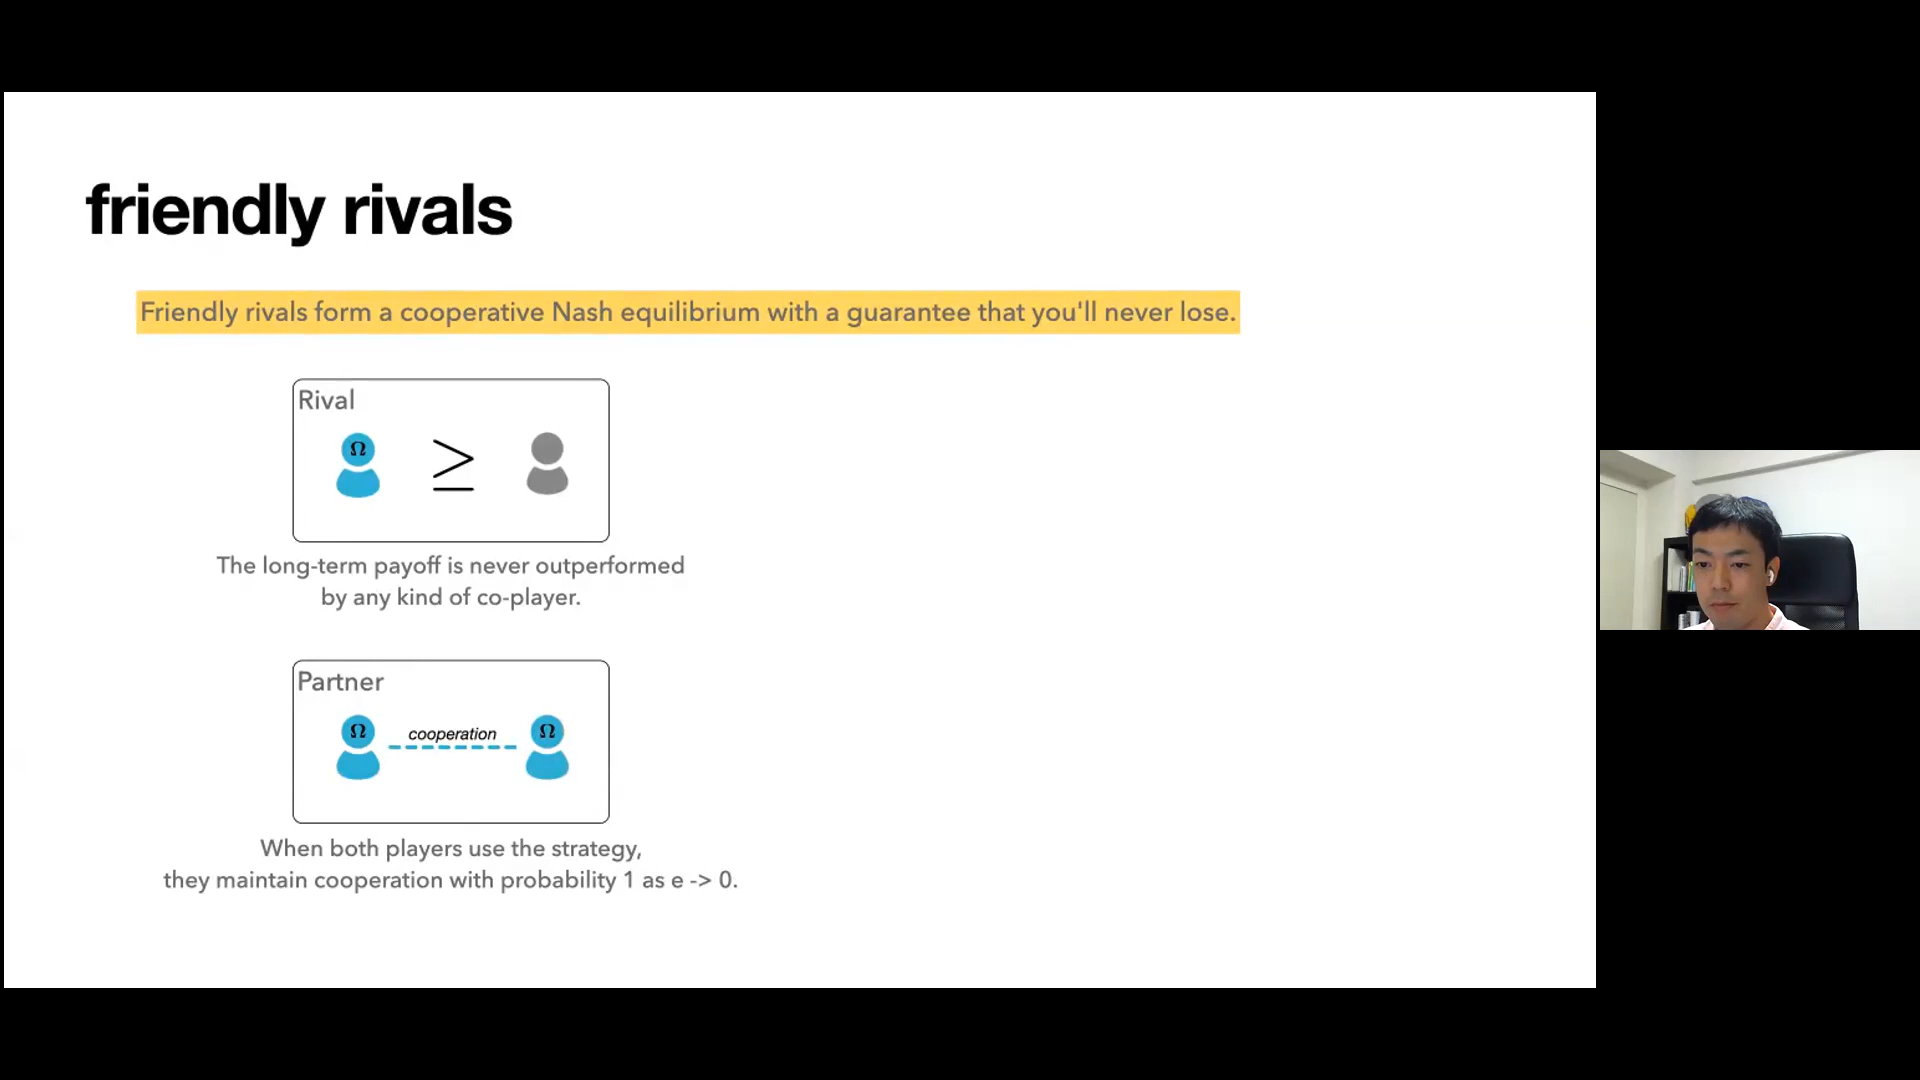 friendly rivals
Friendly rivals form a cooperative Nash equilibrium with a guarantee that you'll never lose.
Rival
Ω
≥
The long-term payoff is never outperformed
by any kind of co-player.
Partner
Ω cooperation Ω
When both players use the strategy,
they maintain cooperation with probability 1 as e -> 0.